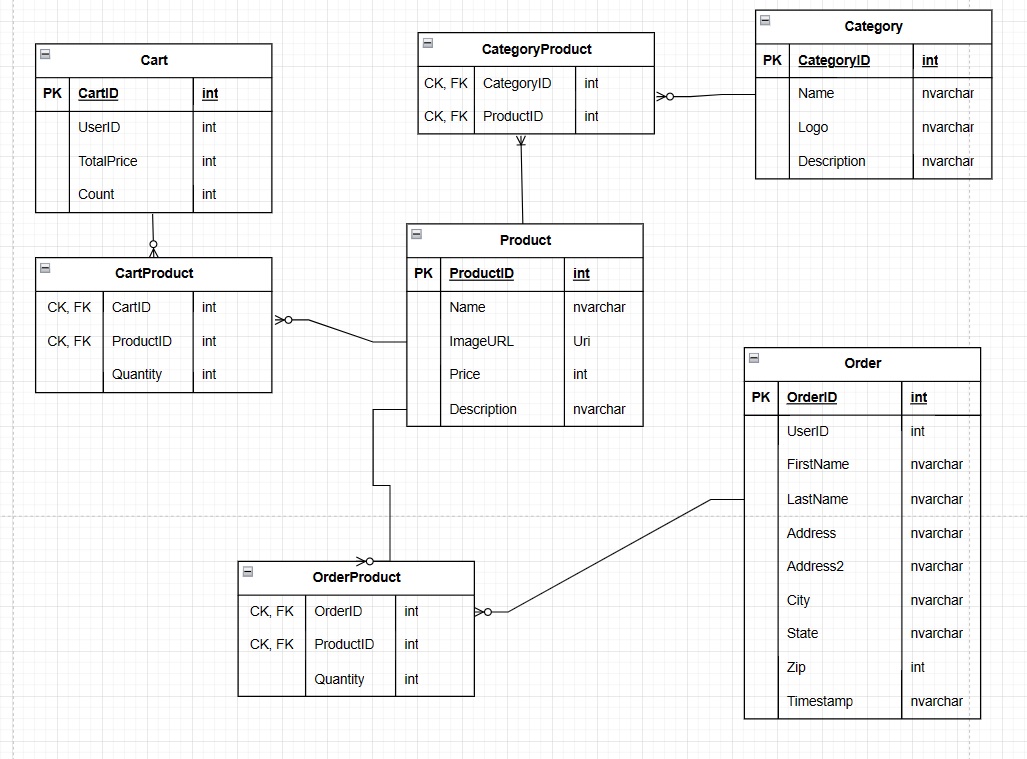 Cart
PK CartID int
UserID int
TotalPrice int
Count int
CategoryProduct
CK, FK CategoryID int
CK, FK ProductID int
Category
PK CategoryID int
Name nvarchar
Logo nvarchar
Description nvarchar
CartProduct
CK, FK CartID int
CK, FK ProductID int
Quantity int
Product
PK ProductID int
Name nvarchar
ImageURL Uri
Price int
Description nvarchar
Order
PK OrderID int
UserID int
FirstName nvarchar
LastName nvarchar
Address nvarchar
Address2 nvarchar
City nvarchar
State nvarchar
Zip int
Timestamp nvarchar
OrderProduct
CK, FK OrderID int
CK, FK ProductID int
Quantity int